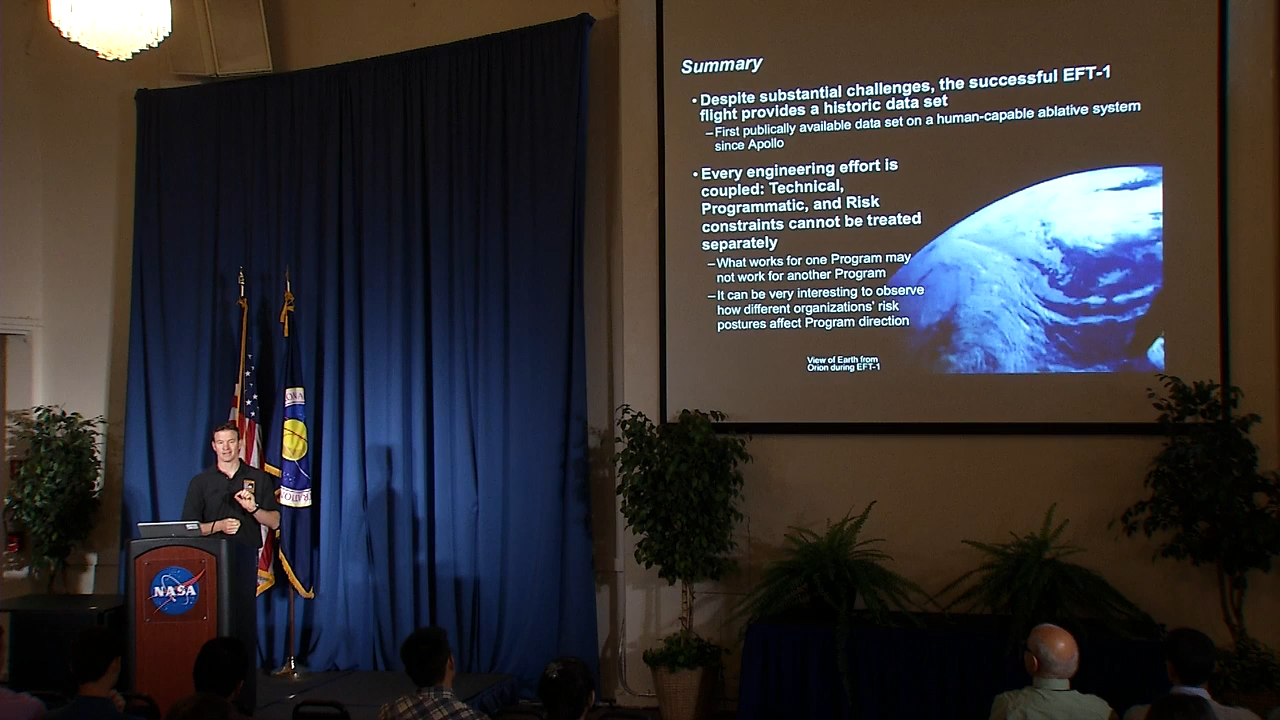 Summary
• Despite substantial challenges, the successful EFT-1
flight provides a historic data set
–First publically available data set on a human-capable ablative system
since Apollo
• Every engineering effort is
coupled: Technical,
Programmatic, and Risk
constraints cannot be treated
separately
–What works for one Program may
not work for another Program
–It can be very interesting to observe
how different organizations' risk
postures affect Program direction
View of Earth from
Orion during EFT-1
NASA